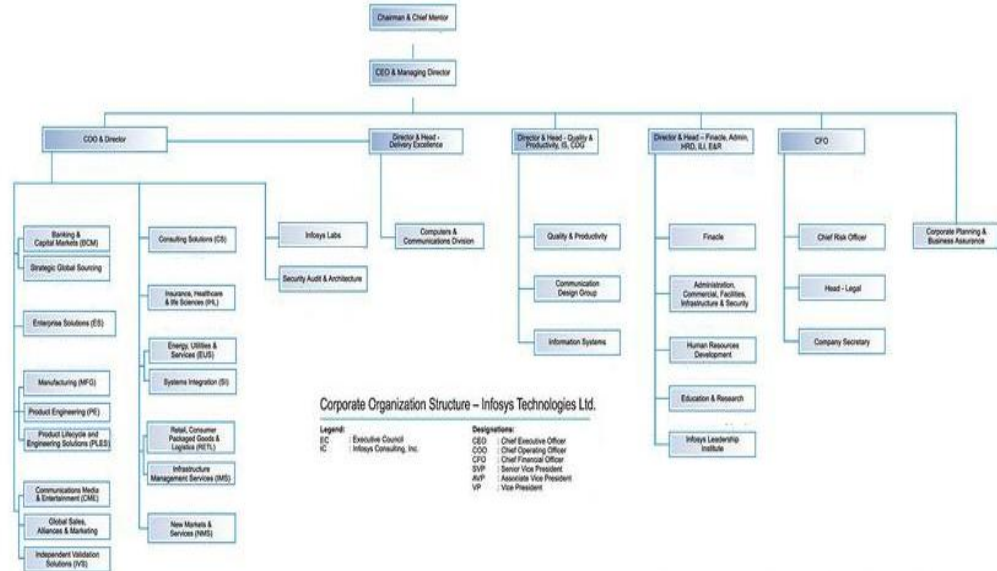 Chairman & Chief Mentor
CEO & Managing Director
COO & Director
Director & Head -
Delivery Excellence
Director & Head - Quality &
Productivity, IS, CDG
Director & Head – Finacle, Admin,
HRD, ILI, E&R
CFO
Banking &
Capital Markets (BCM)
Strategic Global Sourcing
Enterprise Solutions (ES)
Manufacturing (MFG)
Product Engineering (PE)
Product Lifecycle and
Engineering Solutions (PLES)
Communications Media
& Entertainment (CME)
Global Sales,
Alliances & Marketing
Independent Validation
Solutions (IVS)
Consulting Solutions (CS)
Insurance, Healthcare
& life Sciences (IHL)
Energy, Utilities &
Services (EUS)
Systems Integration (SI)
Retail, Consumer
Packaged Goods &
Logistics (RETL)
Infrastructure
Management Services (IMS)
New Markets &
Services (NMS)
Infosys Labs
Security Audit & Architecture
Computers &
Communications Division
Quality & Productivity
Communication
Design Group
Information Systems
Finacle
Administration,
Commercial, Facilities,
Infrastructure & Security
Human Resources
Development
Education & Research
Infosys Leadership
Institute
Chief Risk Officer
Head - Legal
Company Secretary
Corporate Planning &
Business Assurance
Corporate Organization Structure – Infosys Technologies Ltd.
Legend:
EC : Executive Council
IC : Infosys Consulting, Inc.
Designations:
CEO : Chief Executive Officer
COO : Chief Operating Officer
CFO : Chief Financial Officer
SVP : Senior Vice President
AVP : Associate Vice President
VP : Vice President